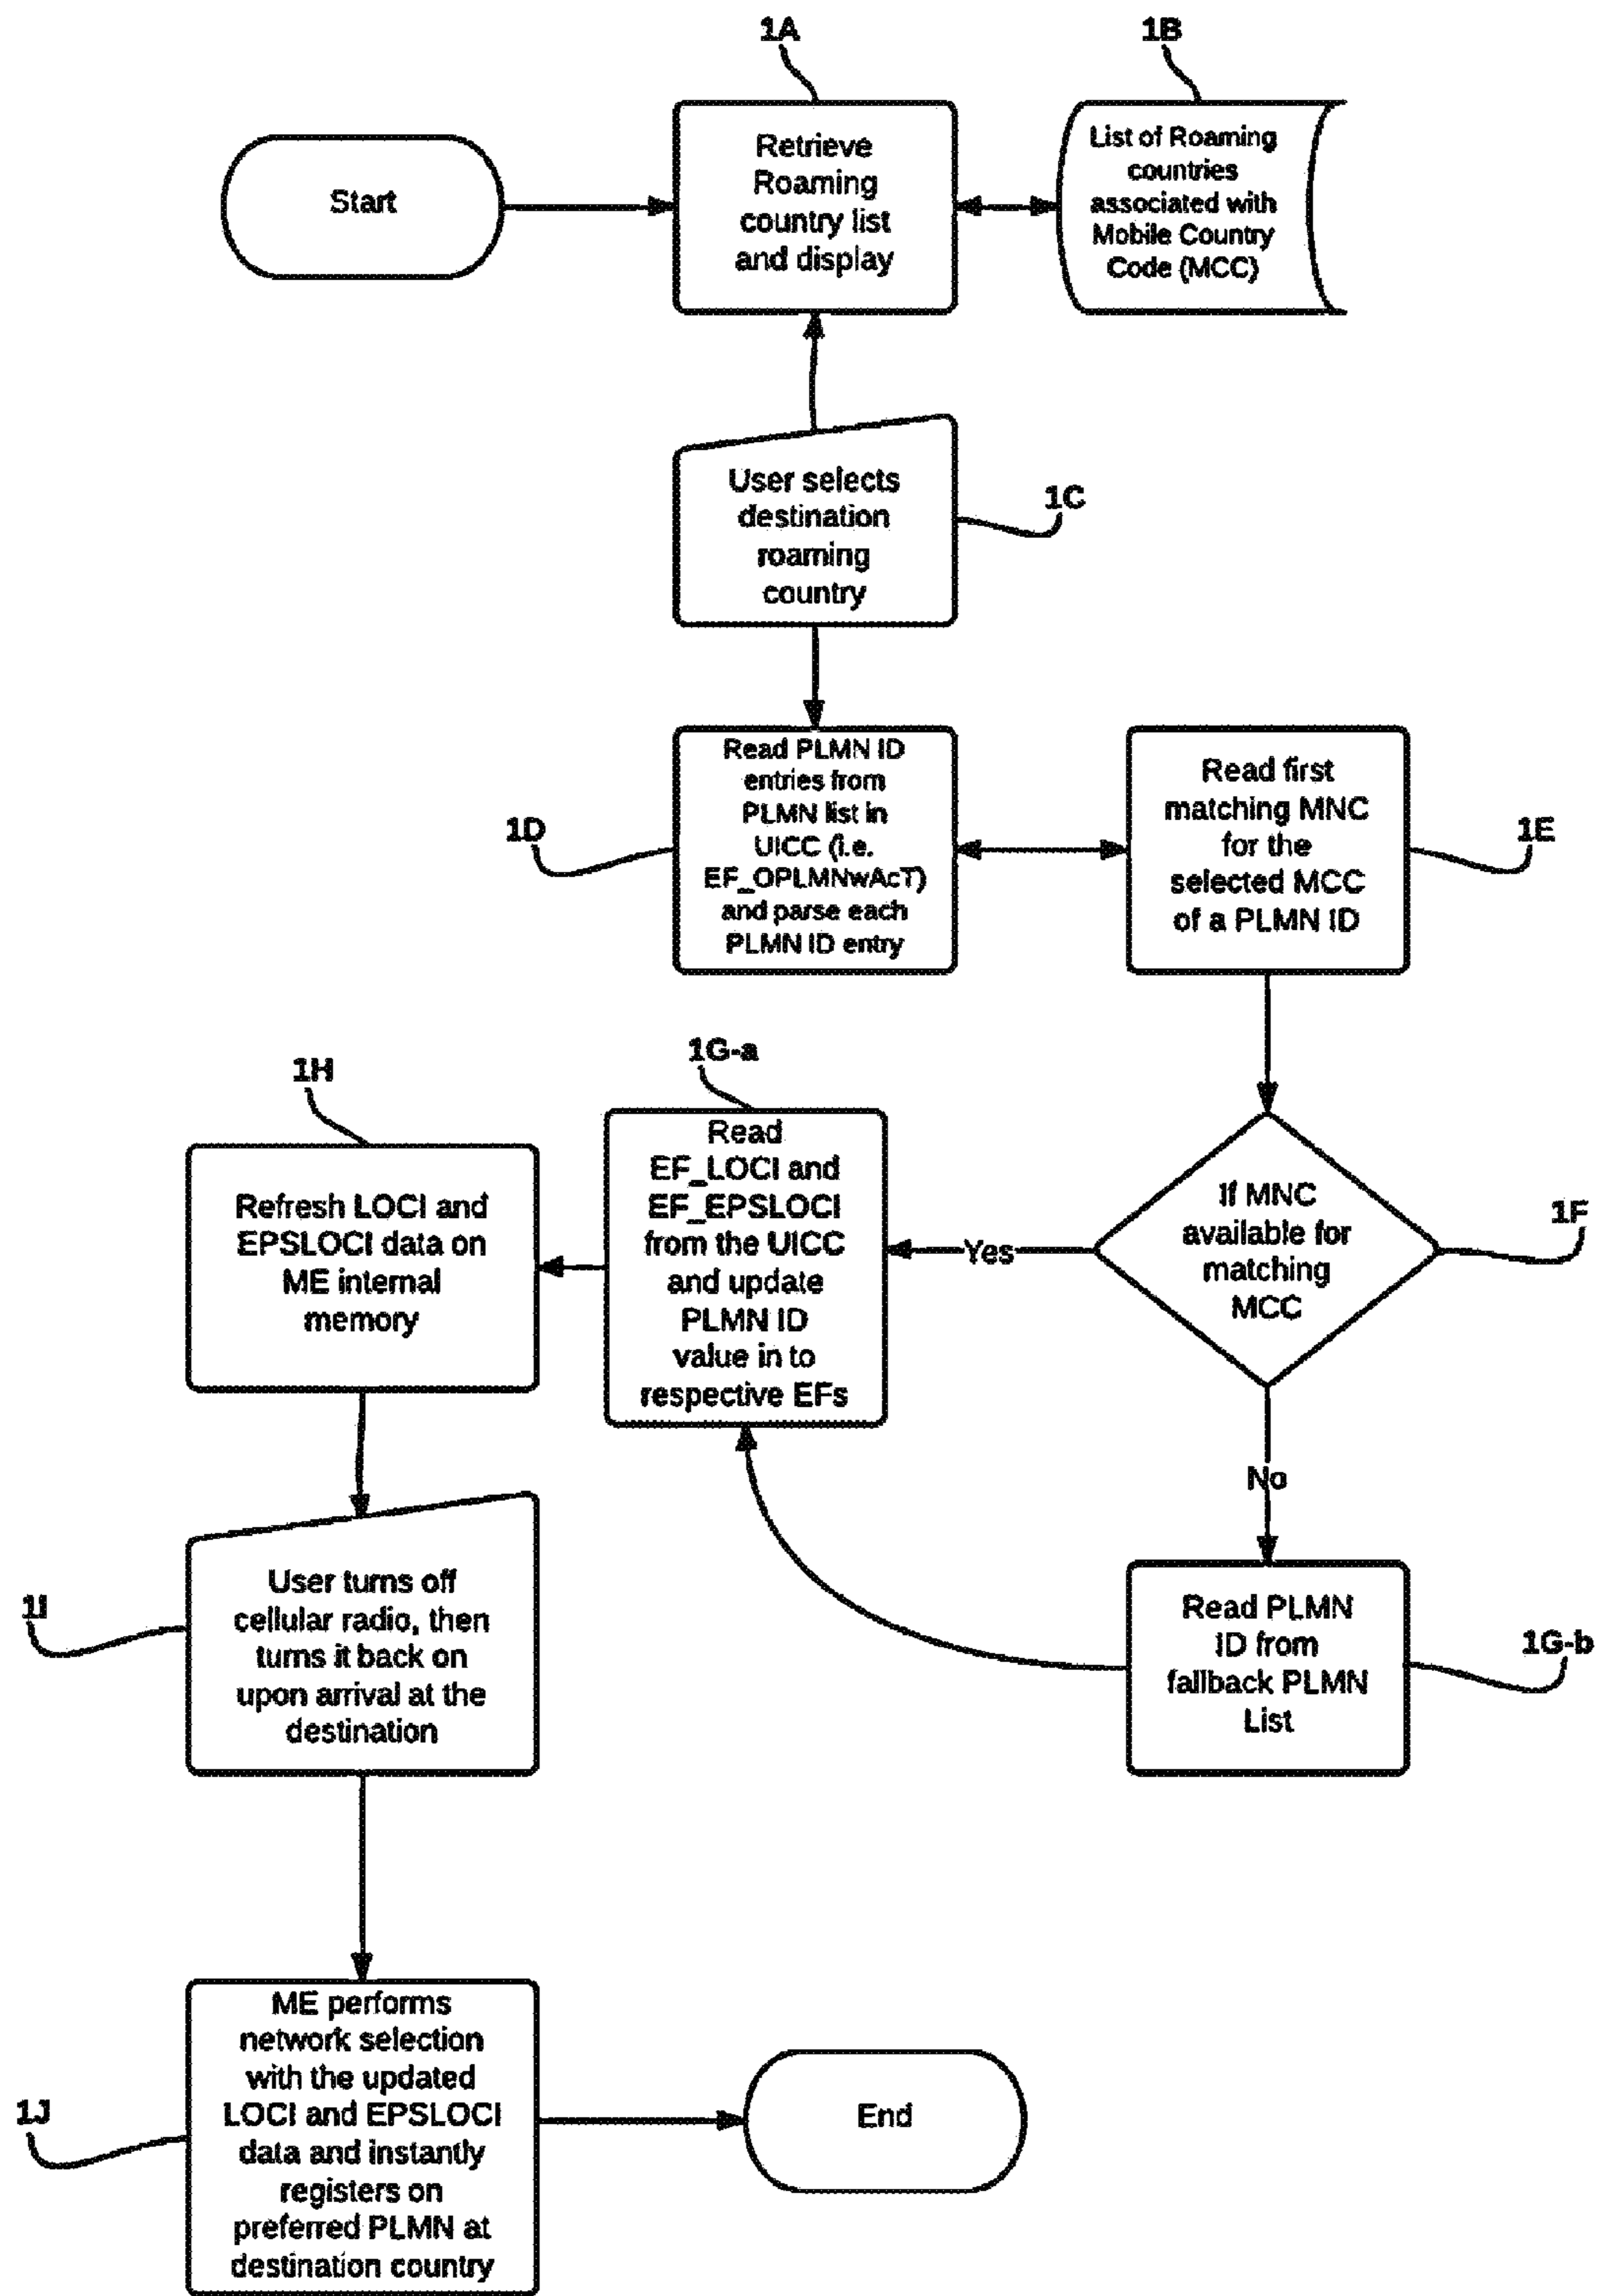 1A
1B
Start
Retrieve
Roaming
country list
and display
List of Roaming
countries
associated with
Mobile Country
Code (MCC)
User selects
destination
roaming
country
1C
Read PLMN ID
entries from
PLMN list in
UICC (i.e.
EF_OPLMNwAcT)
and parse each
PLMN ID entry
1D
Read first
matching MNC
for the
selected MCC
of a PLMN ID
1E
1G-a
1H
Refresh LOCI and
EPSLOCI data on
ME internal
memory
Read
EF_LOCI and
EF_EPSLOCI
from the UICC
and update
PLMN ID
value in to
respective EFs
Yes
If MNC
available for
matching
MCC
1F
No
1I
User turns off
cellular radio, then
turns it back on
upon arrival at the
destination
Read PLMN
ID from
fallback PLMN
List
1G-b
1J
ME performs
network selection
with the updated
LOCI and EPSLOCI
data and instantly
registers on
preferred PLMN at
destination country
End